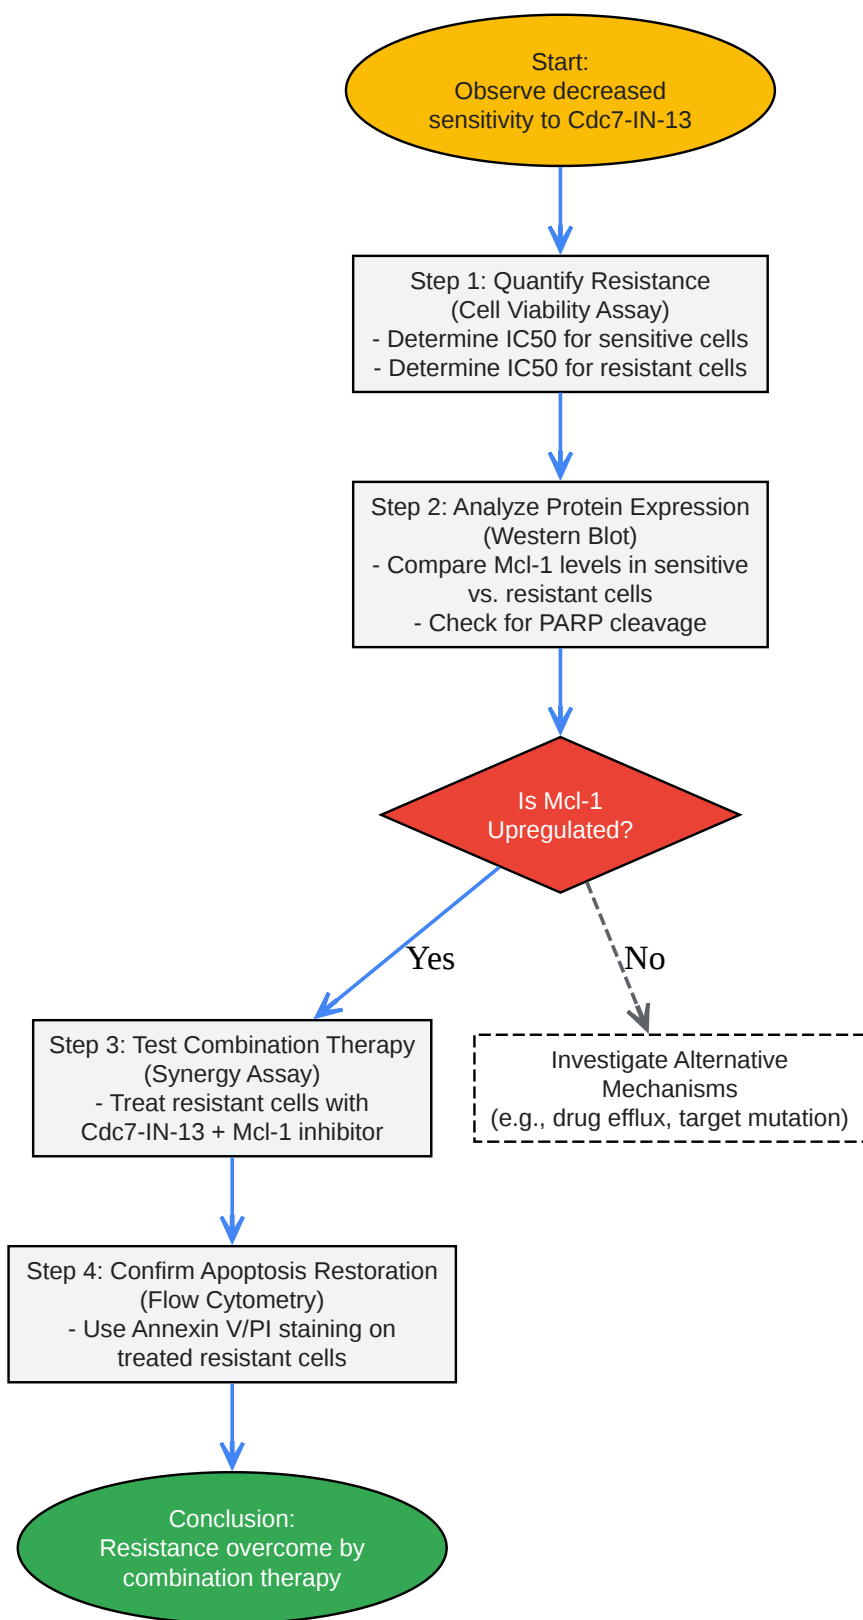 Start:
Observe decreased
sensitivity to Cdc7-IN-13
Step 1: Quantify Resistance
(Cell Viability Assay)
- Determine IC50 for sensitive cells
- Determine IC50 for resistant cells
Step 2: Analyze Protein Expression
(Western Blot)
- Compare Mcl-1 levels in sensitive
vs. resistant cells
- Check for PARP cleavage
Is Mcl-1
Upregulated?
Yes
No
Step 3: Test Combination Therapy
(Synergy Assay)
- Treat resistant cells with
Cdc7-IN-13 + Mcl-1 inhibitor
Investigate Alternative
Mechanisms
(e.g., drug efflux, target mutation)
Step 4: Confirm Apoptosis Restoration
(Flow Cytometry)
- Use Annexin V/PI staining on
treated resistant cells
Conclusion:
Resistance overcome by
combination therapy